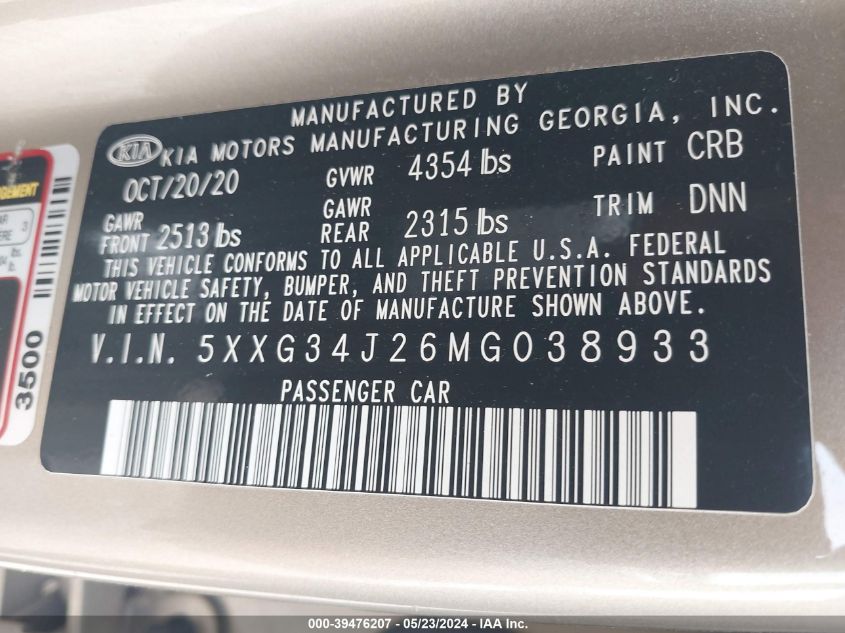 MANUFACTURED BY
KIA KIA MOTORS MANUFACTURING GEORGIA, INC.
OCT/20/20 GVWR 4354 lbs PAINT CRB
GAWR FRONT 2513 lbs GAWR REAR 2315 lbs TRIM DNN
THIS VEHICLE CONFORMS TO ALL APPLICABLE U.S.A. FEDERAL
MOTOR VEHICLE SAFETY, BUMPER, AND THEFT PREVENTION STANDARDS
IN EFFECT ON THE DATE OF MANUFACTURE SHOWN ABOVE.
V.I.N. 5XXG34J26MG038933
PASSENGER CAR
3500
000-39476207 - 05/23/2024 - IAA Inc.